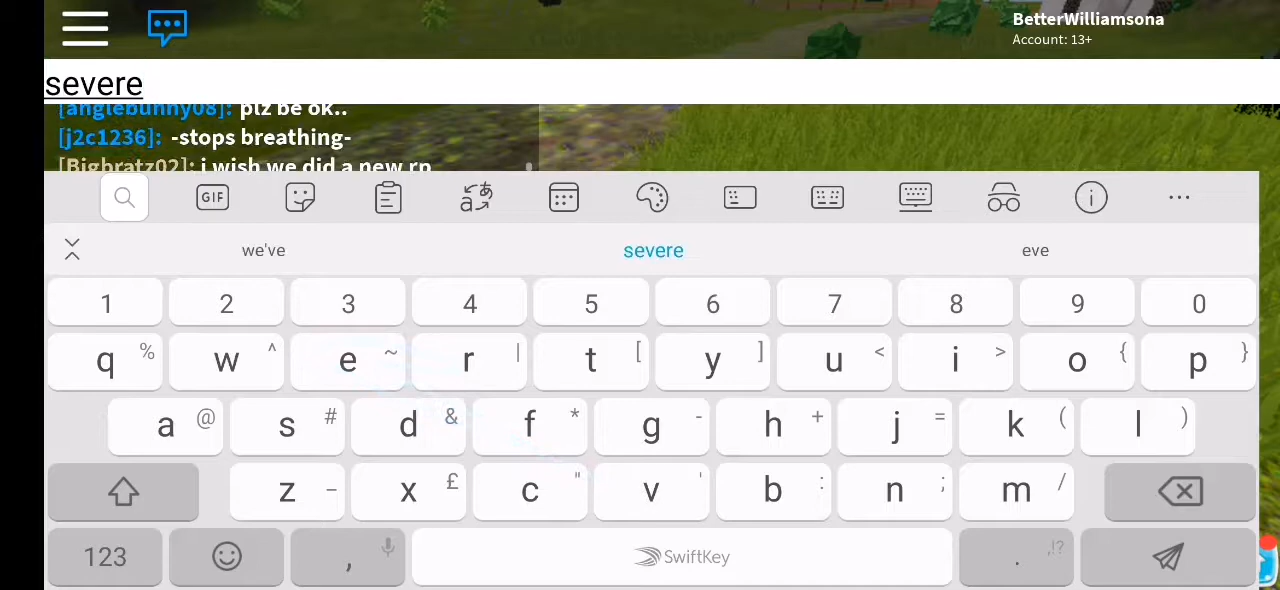 BetterWilliamsona
Account: 13+
severe
[anglebunny08]: plz be ok..
[j2c1236]: -stops breathing-
[Bigbratz02]: i wish we did a new rp
GIF
we've severe eve
1 2 3 4 5 6 7 8 9 0
q % w ^ e ~ r | t [ y ] u < i > o { p }
a @ s # d & f * g - h + j = k ( l )
z _ x £ c " v ' b : n ; m /
123 , SwiftKey . ,!?